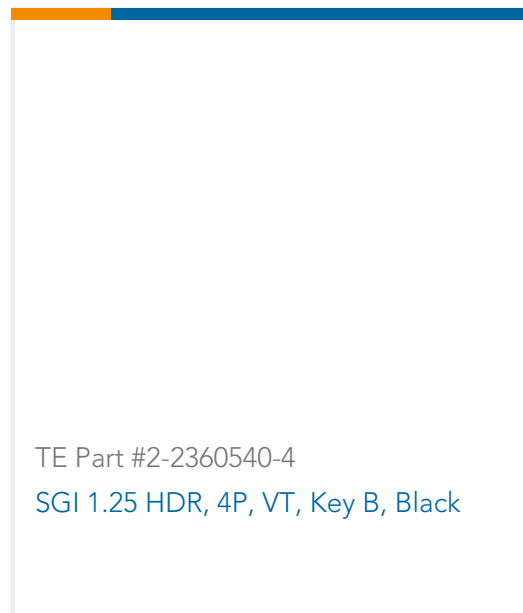 TE Part #2-2360540-4
SGI 1.25 HDR, 4P, VT, Key B, Black